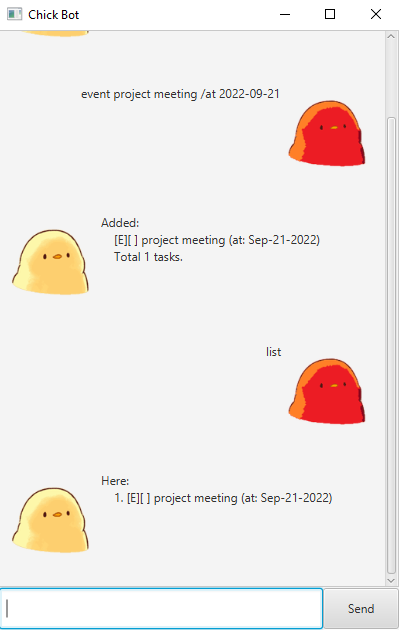 Chick Bot
event project meeting /at 2022-09-21
Added:
[E][ ] project meeting (at: Sep-21-2022)
Total 1 tasks.
list
Here:
1. [E][ ] project meeting (at: Sep-21-2022)
Send